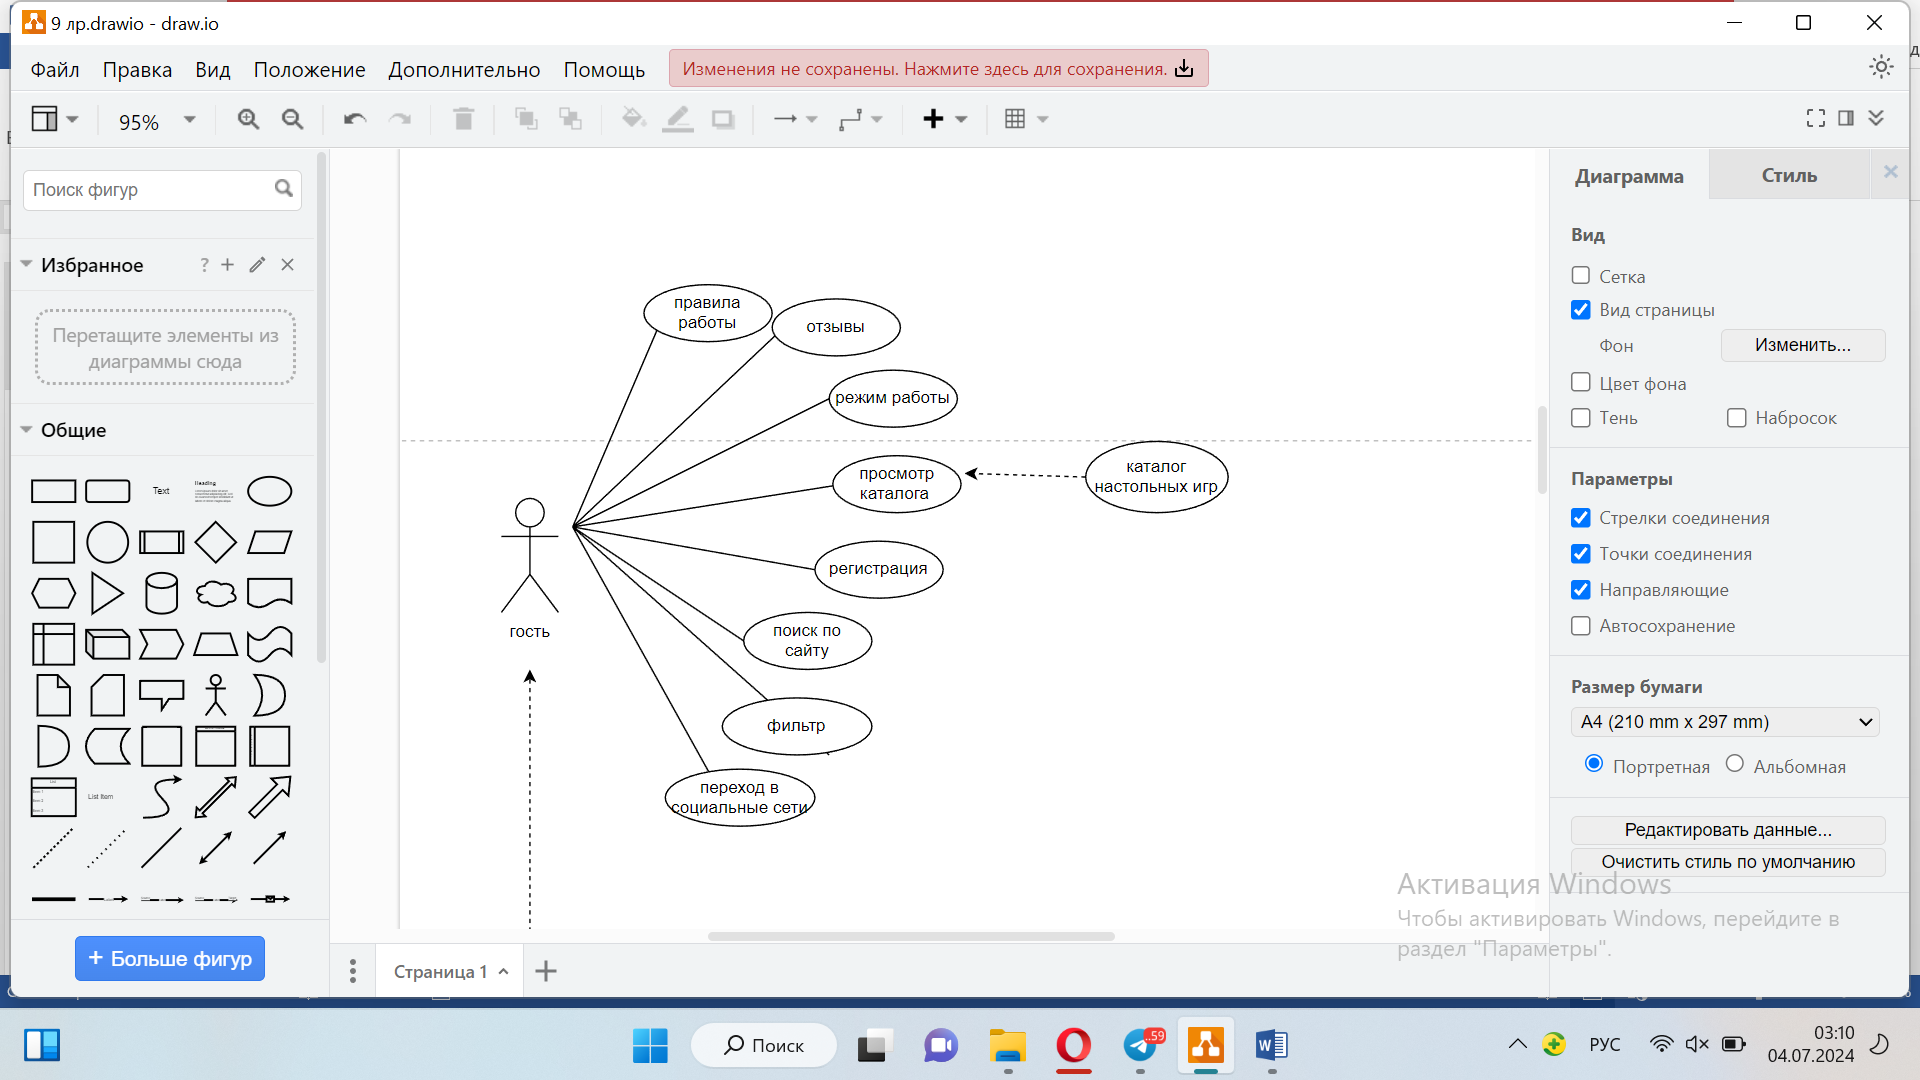 9 лр.drawio - draw.io
Файл Правка Вид Положение Дополнительно Помощь
Изменения не сохранены. Нажмите здесь для сохранения.
95%
Поиск фигур
Избранное
?
Перетащите элементы из
диаграммы сюда
Общие
Text
Heading
List Item
+ Больше фигур
правила
работы
отзывы
режим работы
просмотр
каталога
каталог
настольных игр
регистрация
поиск по
сайту
фильтр
переход в
социальные сети
гость
Страница 1
Диаграмма
Стиль
Вид
Сетка
Вид страницы
Фон
Изменить...
Цвет фона
Тень
Набросок
Параметры
Стрелки соединения
Точки соединения
Направляющие
Автосохранение
Размер бумаги
A4 (210 mm x 297 mm)
Портретная
Альбомная
Редактировать данные...
Очистить стиль по умолчанию
Активация Windows
Чтобы активировать Windows, перейдите в
раздел "Параметры".
Поиск
..59
РУС
03:10
04.07.2024